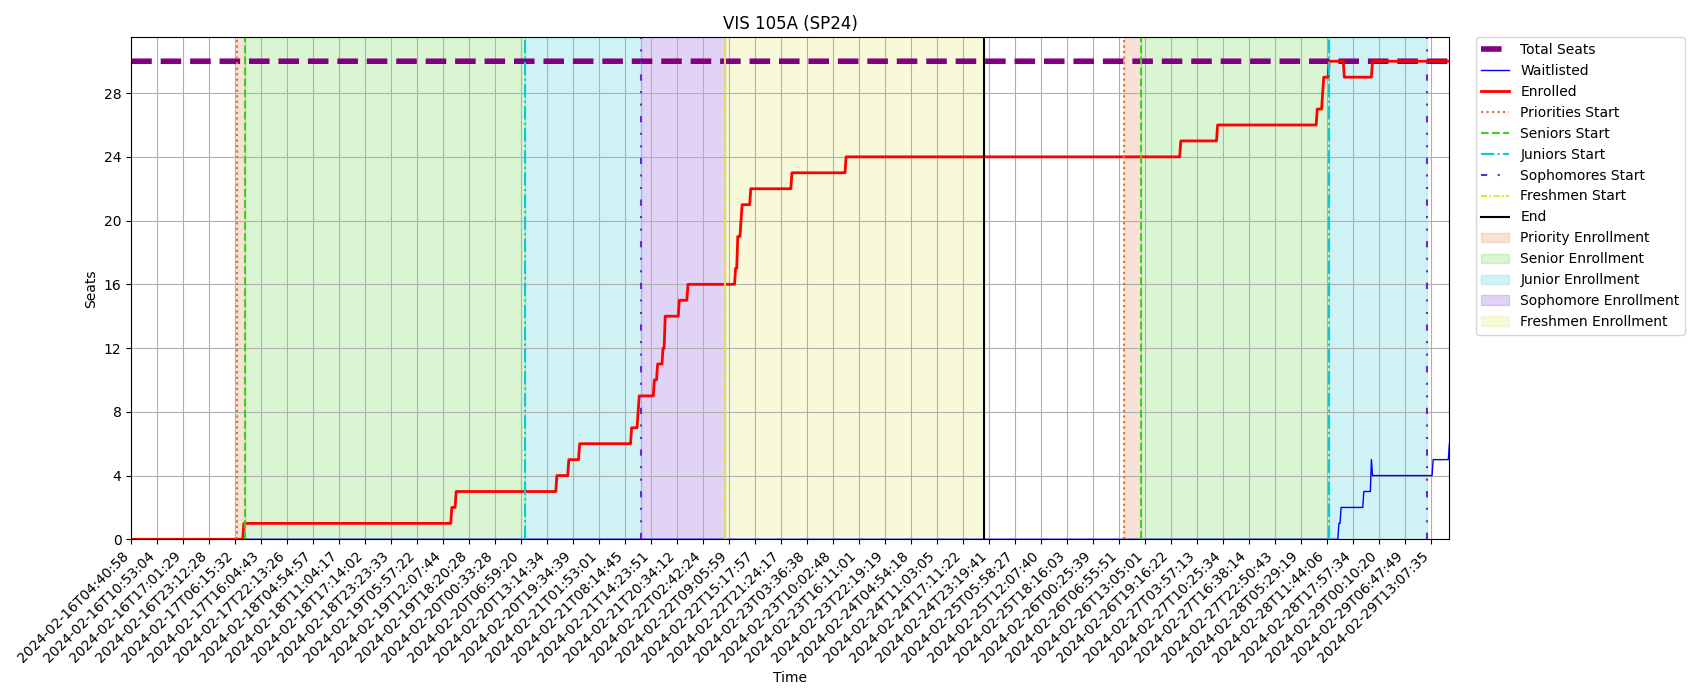 VIS 105A (SP24)
Total Seats
Waitlisted
Enrolled
Priorities Start
Seniors Start
Juniors Start
Sophomores Start
Freshmen Start
End
Priority Enrollment
Senior Enrollment
Junior Enrollment
Sophomore Enrollment
Freshmen Enrollment
Seats
28
24
20
16
12
8
4
0
2024-02-16T04:40:58
2024-02-16T10:53:04
2024-02-16T17:01:29
2024-02-16T23:12:28
2024-02-17T06:15:32
2024-02-17T16:04:43
2024-02-17T22:13:26
2024-02-18T04:54:57
2024-02-18T11:04:17
2024-02-18T17:14:02
2024-02-18T23:23:33
2024-02-19T05:57:22
2024-02-19T12:07:44
2024-02-19T18:20:28
2024-02-20T00:33:28
2024-02-20T06:59:20
2024-02-20T13:14:34
2024-02-20T19:34:39
2024-02-21T01:53:01
2024-02-21T08:14:45
2024-02-21T14:23:51
2024-02-21T20:34:12
2024-02-22T02:42:24
2024-02-22T09:05:59
2024-02-22T15:17:57
2024-02-22T21:24:17
2024-02-23T03:36:38
2024-02-23T10:02:48
2024-02-23T16:11:01
2024-02-23T22:19:19
2024-02-24T04:54:18
2024-02-24T11:03:05
2024-02-24T17:11:22
2024-02-24T23:19:41
2024-02-25T05:58:27
2024-02-25T12:07:40
2024-02-25T18:16:03
2024-02-26T00:25:39
2024-02-26T06:55:51
2024-02-26T13:05:01
2024-02-26T19:16:22
2024-02-27T03:57:13
2024-02-27T10:25:34
2024-02-27T16:38:14
2024-02-27T22:50:43
2024-02-28T05:29:19
2024-02-28T11:44:06
2024-02-28T17:57:34
2024-02-29T00:10:20
2024-02-29T06:47:49
2024-02-29T13:07:35
Time